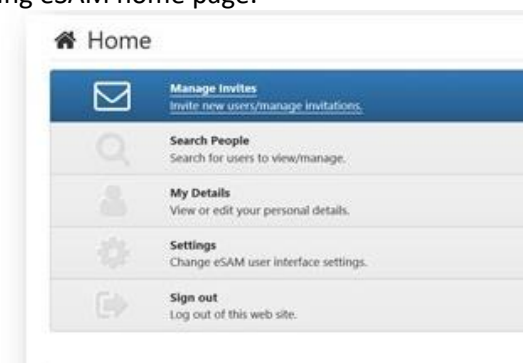 ing eSAM home page.
Home
Manage Invites
Invite new users/manage invitations.
Search People
Search for users to view/manage.
My Details
View or edit your personal details.
Settings
Change eSAM user interface settings.
Sign out
Log out of this web site.